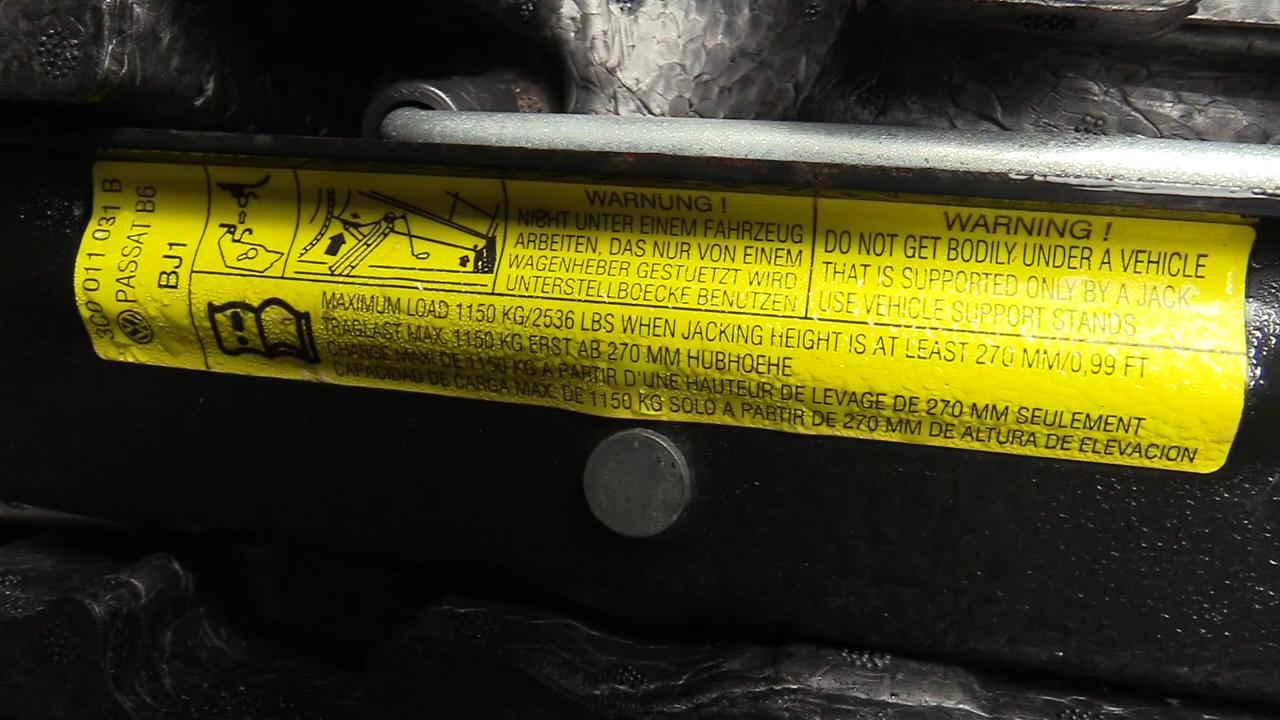 3C0 011 031 B
PASSAT B6
BJ1
WARNUNG !
NICHT UNTER EINEM FAHRZEUG
ARBEITEN, DAS NUR VON EINEM
WAGENHEBER GESTUETZT WIRD
UNTERSTELLBOECKE BENUTZEN
WARNING !
DO NOT GET BODILY UNDER A VEHICLE
THAT IS SUPPORTED ONLY BY A JACK
USE VEHICLE SUPPORT STANDS
MAXIMUM LOAD 1150 KG/2536 LBS WHEN JACKING HEIGHT IS AT LEAST 270 MM/0,99 FT
TRAGLAST MAX. 1150 KG ERST AB 270 MM HUBHOEHE
CHARGE MAXI DE 1150 KG A PARTIR D'UNE HAUTEUR DE LEVAGE DE 270 MM SEULEMENT
CAPACIDAD DE CARGA MAX. DE 1150 KG SOLO A PARTIR DE 270 MM DE ALTURA DE ELEVACION